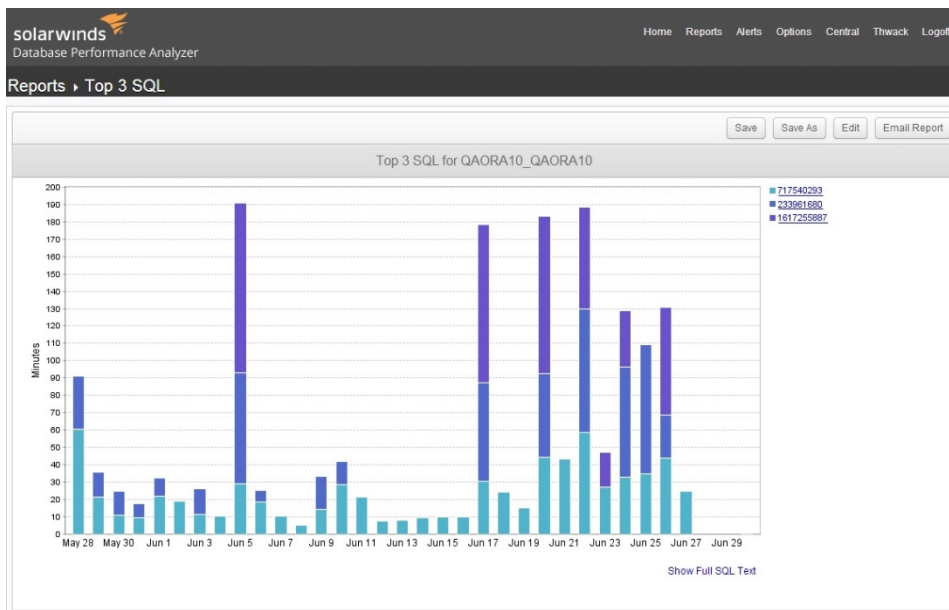 solarwinds
Database Performance Analyzer
Home Reports Alerts Options Central Thwack Logoff
Reports ▸ Top 3 SQL
Save Save As Edit Email Report
Top 3 SQL for QAORA10_QAORA10
717540293
233961680
1617255887
Minutes
200
190
180
170
160
150
140
130
120
110
100
90
80
70
60
50
40
30
20
10
0
May 28 May 30 Jun 1 Jun 3 Jun 5 Jun 7 Jun 9 Jun 11 Jun 13 Jun 15 Jun 17 Jun 19 Jun 21 Jun 23 Jun 25 Jun 27 Jun 29
Show Full SQL Text